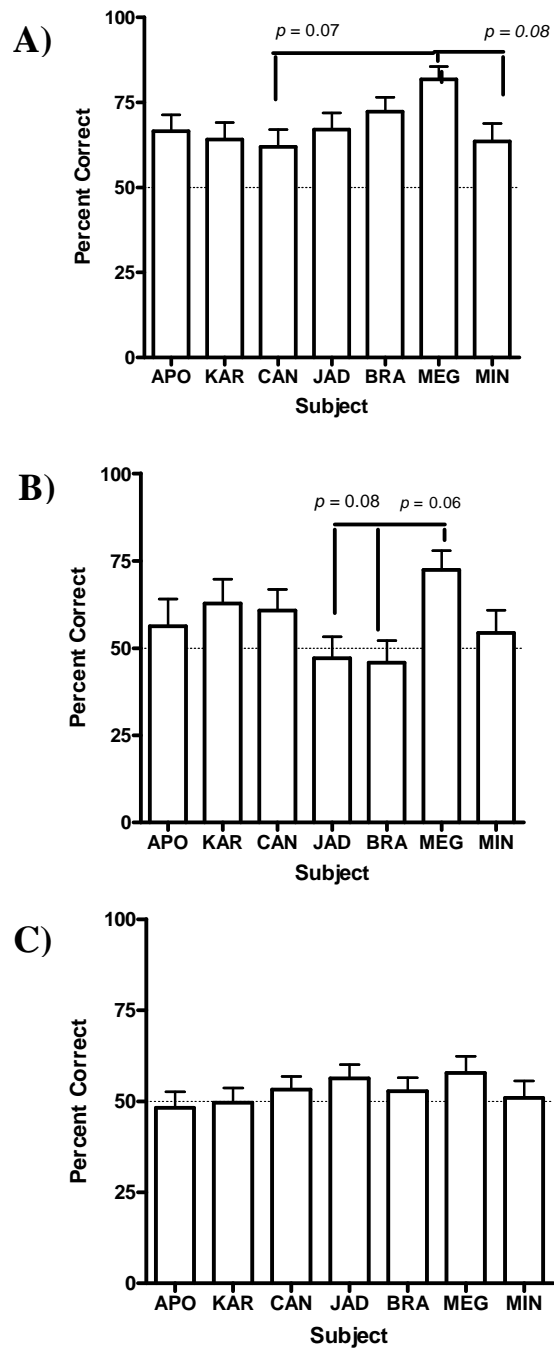 A)
p = 0.07 p = 0.08
100
75
50
25
0
Percent Correct
APO KAR CAN JAD BRA MEG MIN
Subject
B)
p = 0.08 p = 0.06
100
75
50
25
0
Percent Correct
APO KAR CAN JAD BRA MEG MIN
Subject
C)
100
75
50
25
0
Percent Correct
APO KAR CAN JAD BRA MEG MIN
Subject